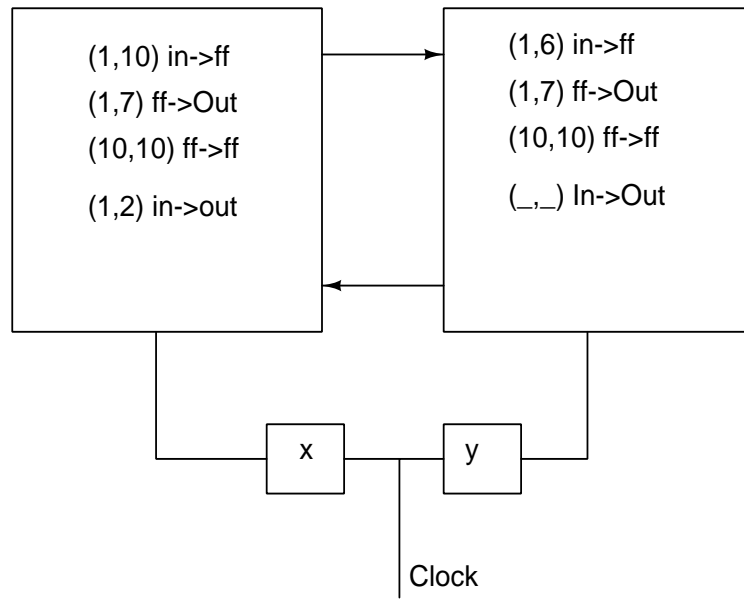 (1,10) in->ff
(1,7) ff->Out
(10,10) ff->ff
(1,2) in->out
(1,6) in->ff
(1,7) ff->Out
(10,10) ff->ff
(_,_) In->Out
x
y
Clock